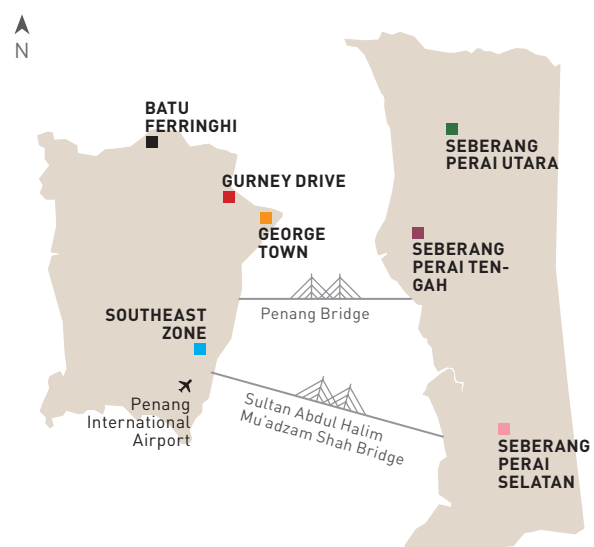 N
BATU
FERRINGHI
SEBERANG
PERAI UTARA
GURNEY DRIVE
GEORGE
TOWN
SEBERANG
PERAI TEN-
GAH
Penang Bridge
SOUTHEAST
ZONE
Penang
International
Airport
Sultan Abdul Halim
Mu'adzam Shah Bridge
SEBERANG
PERAI
SELATAN